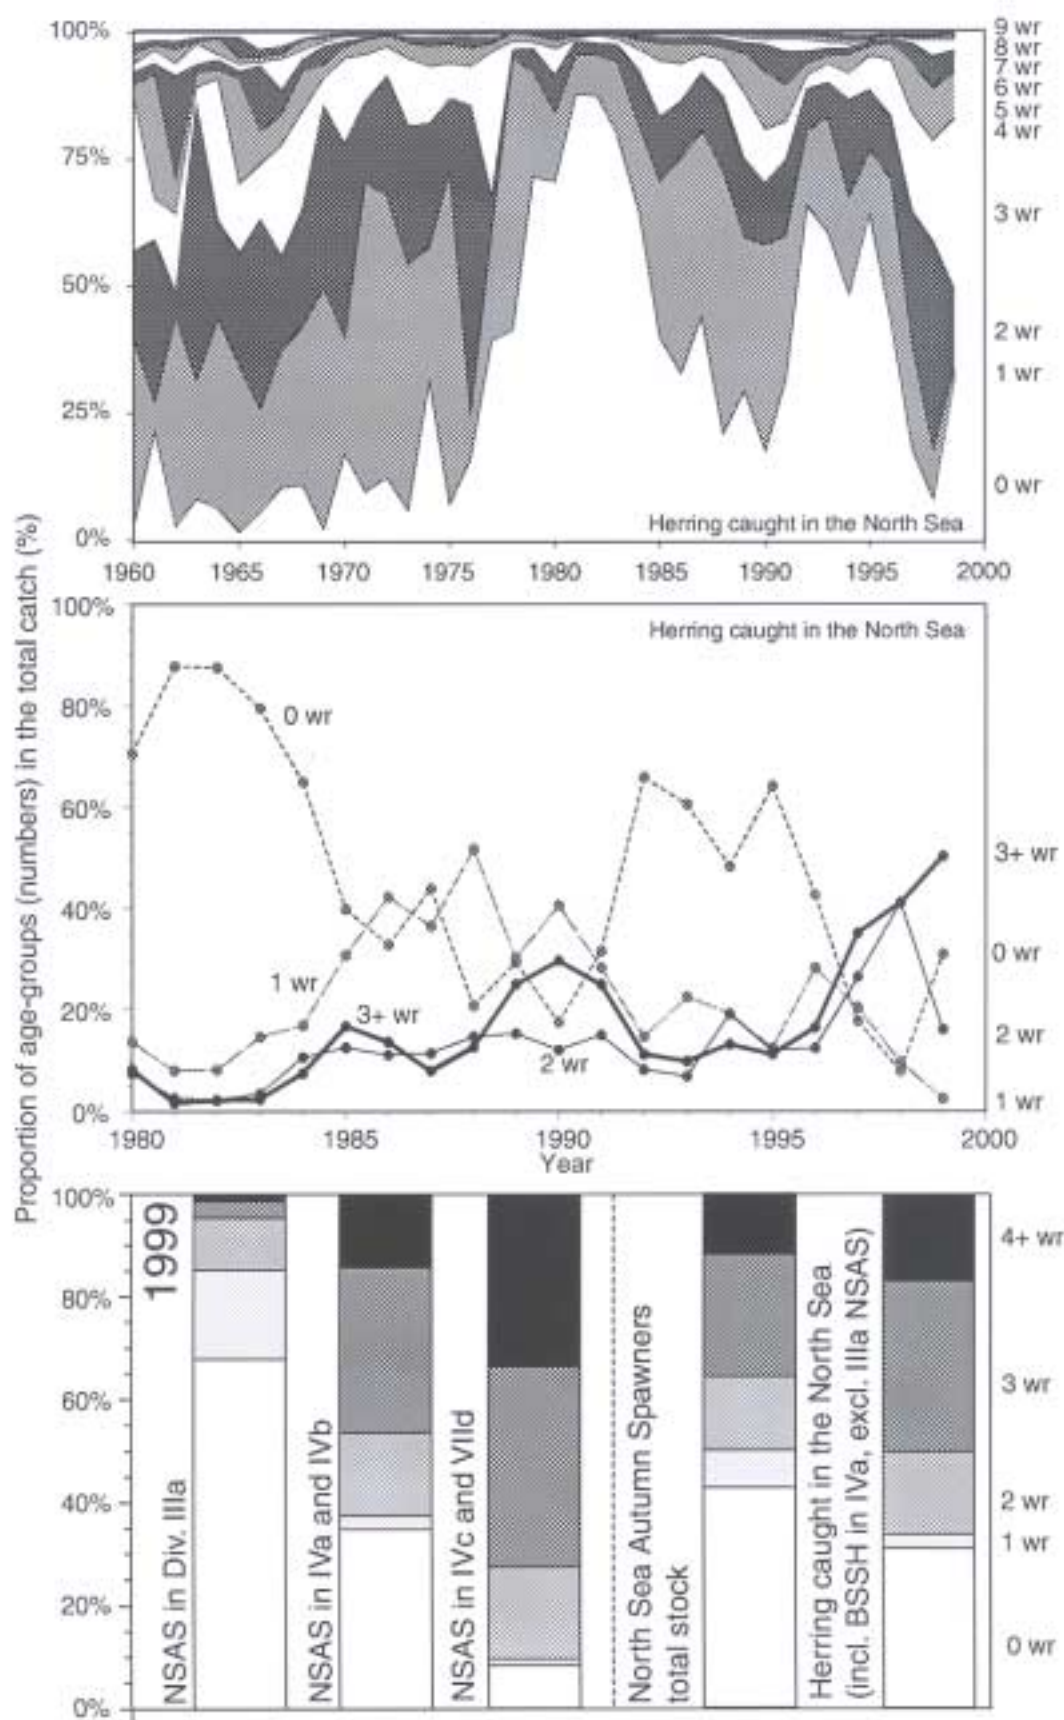 Proportion of age-groups (numbers) in the total catch (%)
100%
75%
50%
25%
0%
9 wr
8 wr
7 wr
6 wr
5 wr
4 wr
3 wr
2 wr
1 wr
0 wr
Herring caught in the North Sea
1960 1965 1970 1975 1980 1985 1990 1995 2000
100%
80%
60%
40%
20%
0%
Herring caught in the North Sea
0 wr
1 wr
3+ wr
2 wr
3+ wr
0 wr
2 wr
1 wr
1980 1985 1990 1995 2000
Year
100%
80%
60%
40%
20%
0%
1999
NSAS in Div. IIIa
NSAS in IVa and IVb
NSAS in IVc and VIId
North Sea Autumn Spawners
total stock
Herring caught in the North Sea
(incl. BSSH in IVa, excl. IIIa NSAS)
4+ wr
3 wr
2 wr
1 wr
0 wr